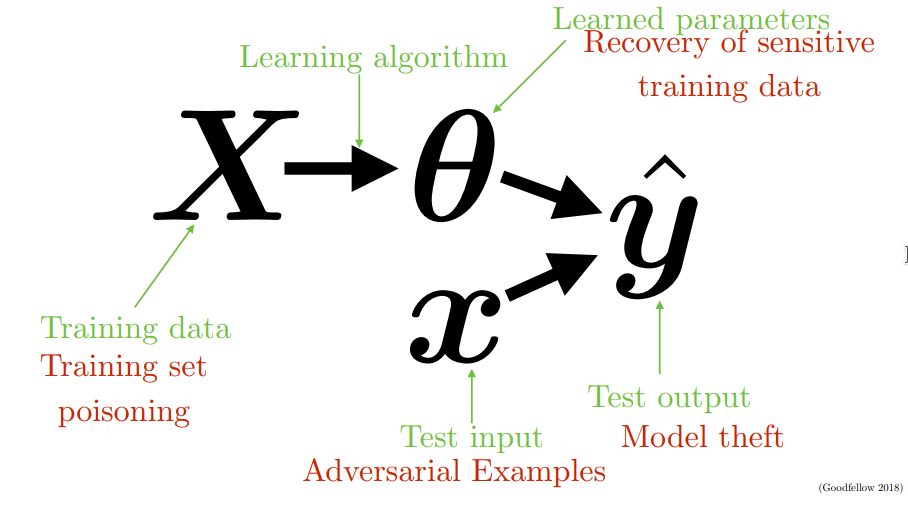 Learned parameters
Recovery of sensitive
training data
Learning algorithm
X
θ
ŷ
x
Training data
Training set
poisoning
Test input
Adversarial Examples
Test output
Model theft
(Goodfellow 2018)